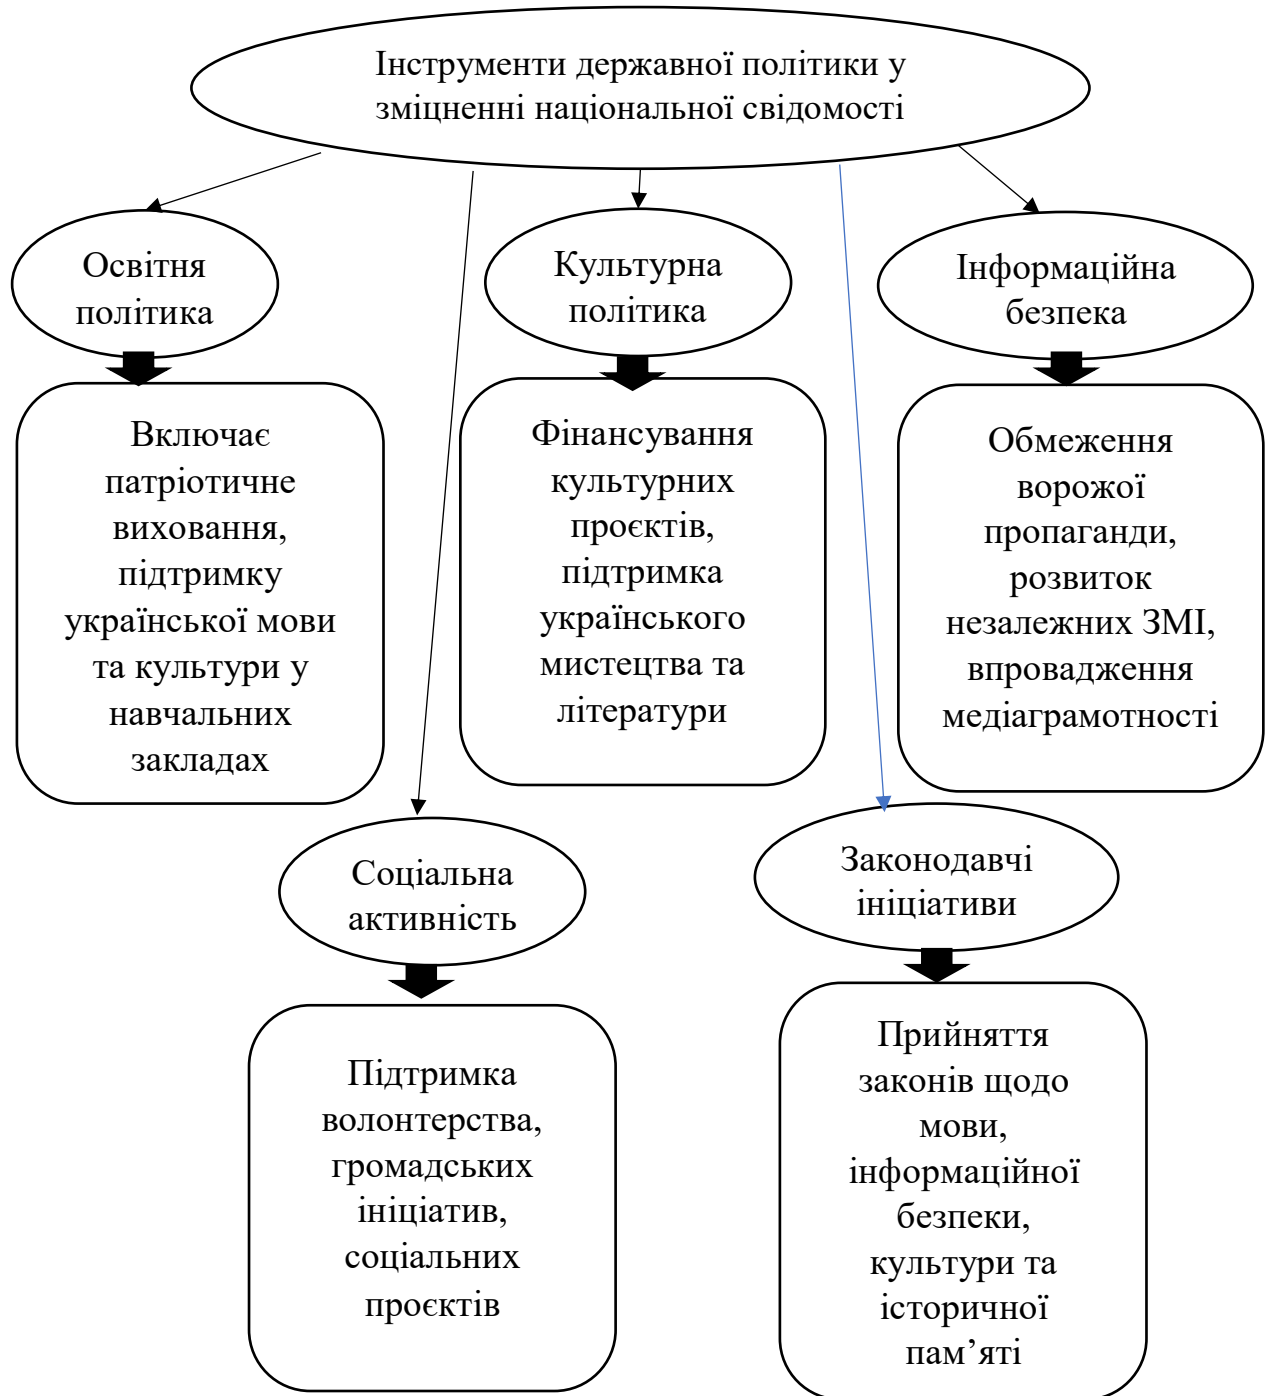 Інструменти державної політики у
зміцненні національної свідомості
Освітня
політика
Культурна
політика
Інформаційна
безпека
Включає
патріотичне
виховання,
підтримку
української мови
та культури у
навчальних
закладах
Фінансування
культурних
проєктів,
підтримка
українського
мистецтва та
літератури
Обмеження
ворожої
пропаганди,
розвиток
незалежних ЗМІ,
впровадження
медіаграмотності
Соціальна
активність
Законодавчі
ініціативи
Підтримка
волонтерства,
громадських
ініціатив,
соціальних
проєктів
Прийняття
законів щодо
мови,
інформаційної
безпеки,
культури та
історичної
пам’яті